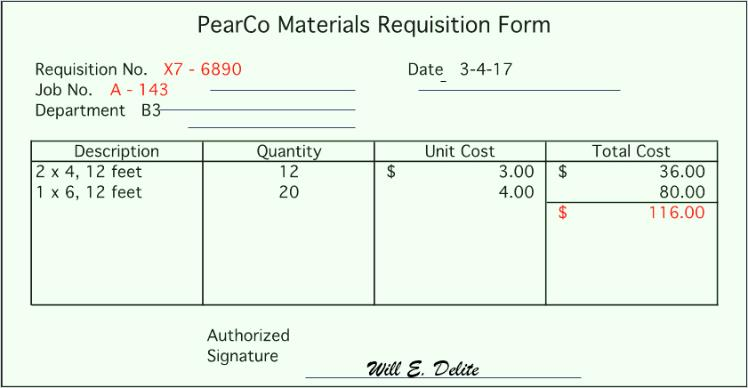 PearCo Materials Requisition Form
Requisition No. X7 - 6890 Date 3-4-17
Job No. A - 143
Department B3
Description Quantity Unit Cost Total Cost
2 x 4, 12 feet 12 $ 3.00 $ 36.00
1 x 6, 12 feet 20 4.00 80.00
$ 116.00
Authorized
Signature Will E. Delite